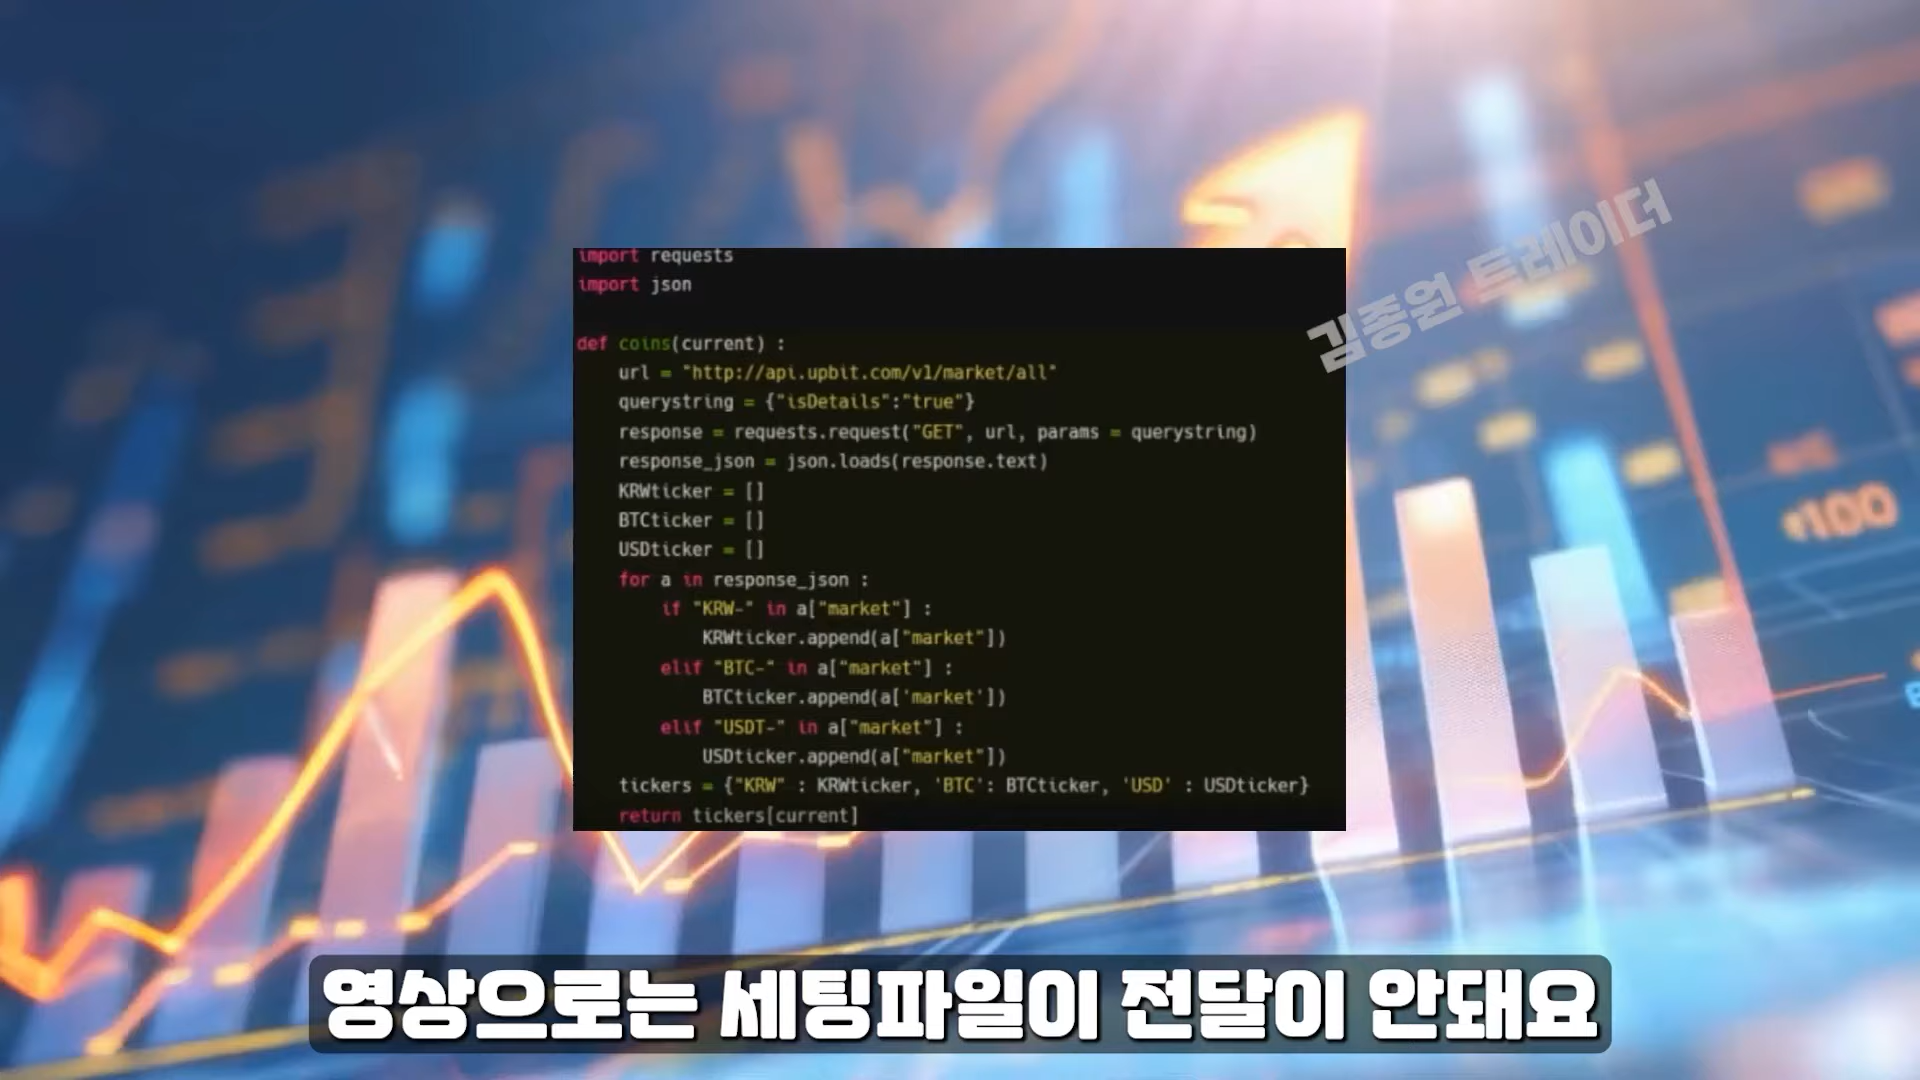 김종원 트레이더
import requests
import json
def coins(current) :
    url = "http://api.upbit.com/v1/market/all"
    querystring = {"isDetails":"true"}
    response = requests.request("GET", url, params = querystring)
    response_json = json.loads(response.text)
    KRWticker = []
    BTCticker = []
    USDticker = []
    for a in response_json :
        if "KRW-" in a["market"] :
            KRWticker.append(a["market"])
        elif "BTC-" in a["market"] :
            BTCticker.append(a['market'])
        elif "USDT-" in a["market"] :
            USDticker.append(a["market"])
    tickers = {"KRW" : KRWticker, 'BTC': BTCticker, 'USD' : USDticker}
    return tickers[current]
영상으로는 세팅파일이 전달이 안돼요